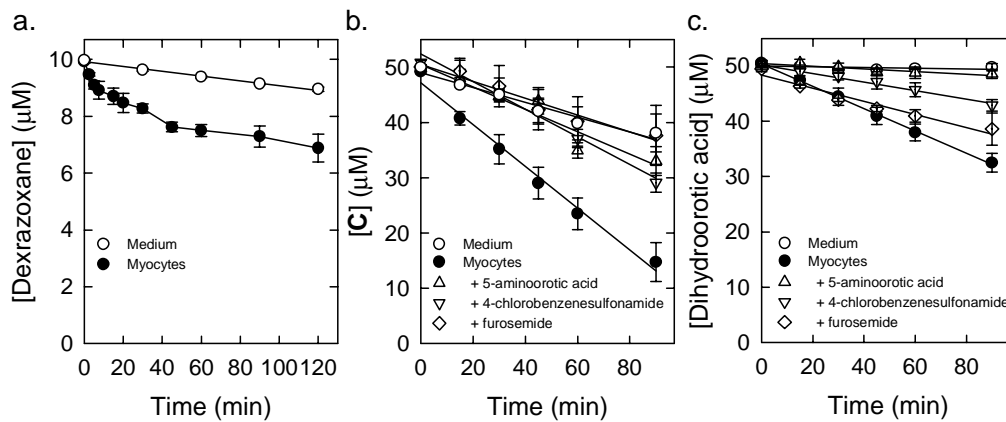 a.
[Dexrazoxane] (µM)
10
8
6
4
2
0
Medium
Myocytes
0 20 40 60 80 100 120
Time (min)
b.
[C] (µM)
50
40
30
20
10
0
Medium
Myocytes
+ 5-aminoorotic acid
+ 4-chlorobenzenesulfonamide
+ furosemide
0 20 40 60 80
Time (min)
c.
[Dihydroorotic acid] (µM)
50
40
30
20
10
0
Medium
Myocytes
+ 5-aminoorotic acid
+ 4-chlorobenzenesulfonamide
+ furosemide
0 20 40 60 80
Time (min)